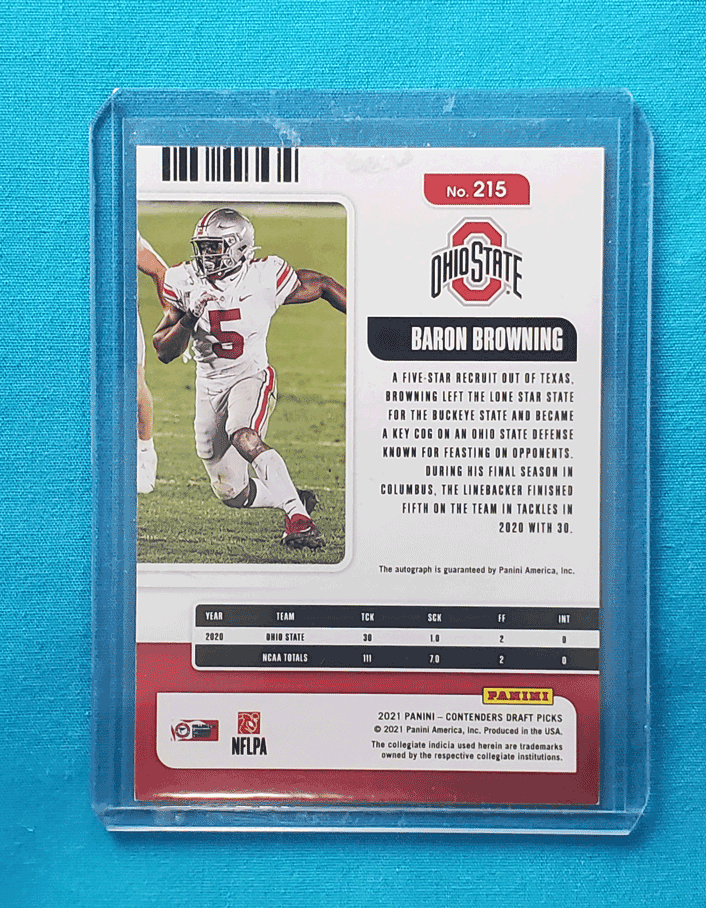 No. 215
OHIO STATE
BARON BROWNING
A FIVE-STAR RECRUIT OUT OF TEXAS,
BROWNING LEFT THE LONE STAR STATE
FOR THE BUCKEYE STATE AND BECAME
A KEY COG ON AN OHIO STATE DEFENSE
KNOWN FOR FEASTING ON OPPONENTS.
DURING HIS FINAL SEASON IN
COLUMBUS, THE LINEBACKER FINISHED
FIFTH ON THE TEAM IN TACKLES IN
2020 WITH 30.
5
The autograph is guaranteed by Panini America, Inc.
YEAR TEAM TCK SCK FF INT
2020 OHIO STATE 30 1.0 2 0
NCAA TOTALS 111 7.0 2 0
PANINI
2021 PANINI – CONTENDERS DRAFT PICKS
© 2021 Panini America, Inc. Produced in the USA.
The collegiate indicia used herein are trademarks
owned by the respective collegiate institutions.
NFLPA